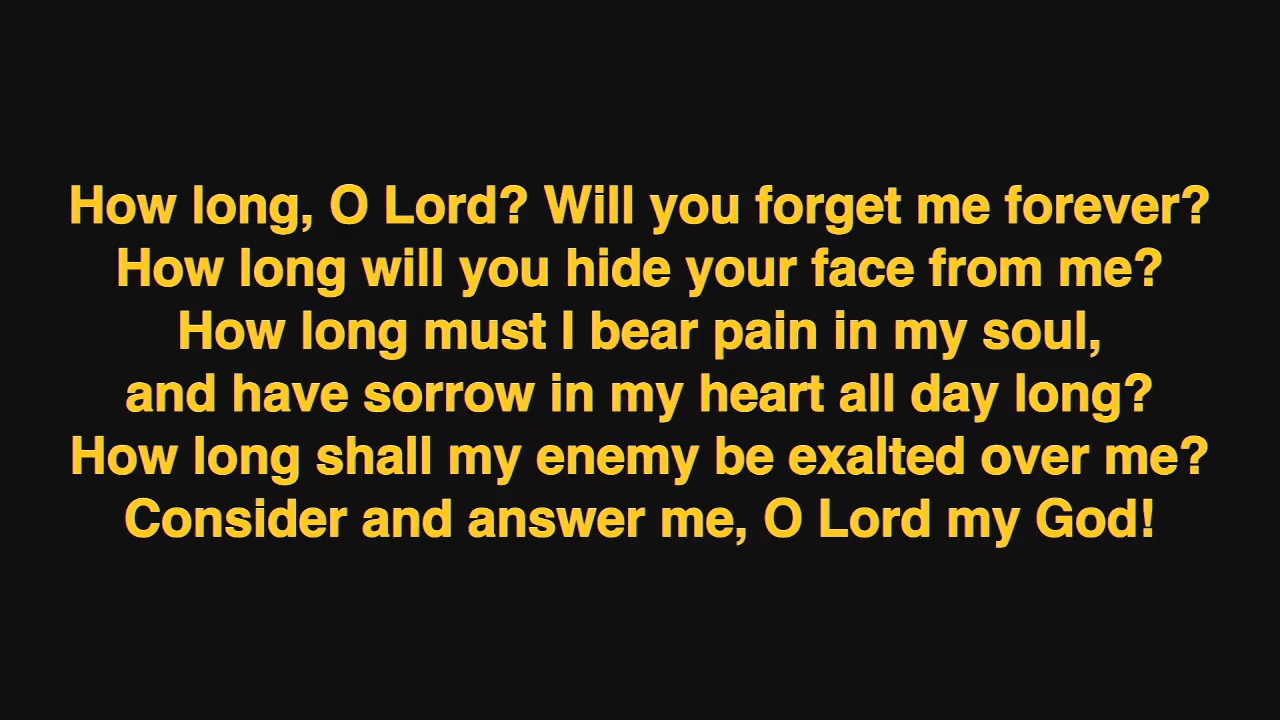 How long, O Lord? Will you forget me forever?
How long will you hide your face from me?
How long must I bear pain in my soul,
and have sorrow in my heart all day long?
How long shall my enemy be exalted over me?
Consider and answer me, O Lord my God!